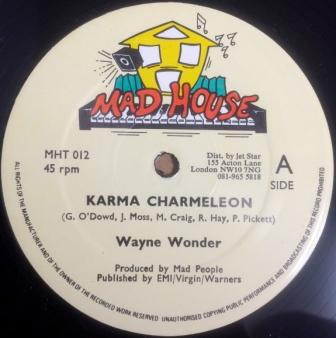 MAD HOUSE
MHT 012
45 rpm
Dist. by Jet Star
155 Acton Lane
London NW10 7NG
081-965 5818
A
SIDE
KARMA CHARMELEON
(G. O'Dowd, J. Moss, M. Craig, R. Hay, P. Pickett)
Wayne Wonder
Produced by Mad People
Published by EMI/Virgin/Warners
ALL RIGHTS OF THE MANUFACTURER AND OF THE OWNER OF THE RECORDED WORK RESERVED UNAUTHORISED COPYING PUBLIC PERFORMANCE AND BROADCASTING OF THIS RECORD PROHIBITED